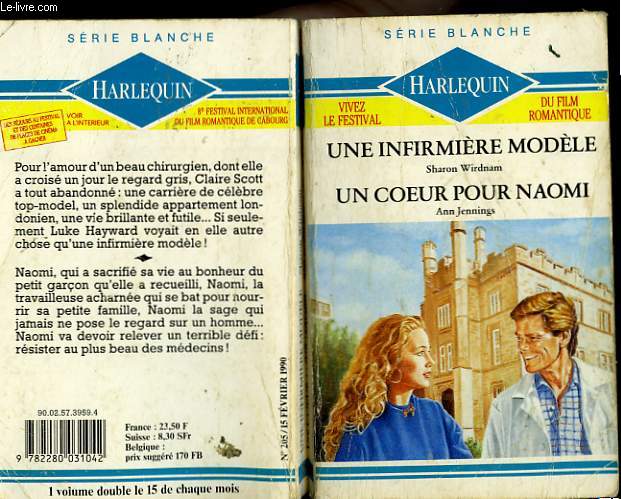 le-livre.com
SÉRIE BLANCHE
HARLEQUIN
VOIR
A L'INTERIEUR
8e FESTIVAL INTERNATIONAL
DU FILM ROMANTIQUE DE CABOURG
Pour l'amour d'un beau chirurgien, dont elle
a croisé un jour le regard gris, Claire Scott
a tout abandonné : une carrière de célèbre
top-model, un splendide appartement lon-
donien, une vie brillante et futile... Si seule-
ment Luke Hayward voyait en elle autre
chose qu'une infirmière modèle !
Naomi, qui a sacrifié sa vie au bonheur du
petit garçon qu'elle a recueilli, Naomi, la
travailleuse acharnée qui se bat pour nour-
rir sa petite famille, Naomi la sage qui
jamais ne pose le regard sur un homme...
Naomi va devoir relever un terrible défi :
résister au plus beau des médecins !
90.02.57.3959.4
9 782280 031042
France : 23,50 F
Suisse : 8,30 SFr
Belgique :
prix suggéré 170 FB
1 volume double le 15 de chaque mois
N° 205 / 15 FÉVRIER 1990
SÉRIE BLANCHE
HARLEQUIN
VIVEZ
LE FESTIVAL
DU FILM
ROMANTIQUE
UNE INFIRMIÈRE MODÈLE
Sharon Wirdnam
UN COEUR POUR NAOMI
Ann Jennings